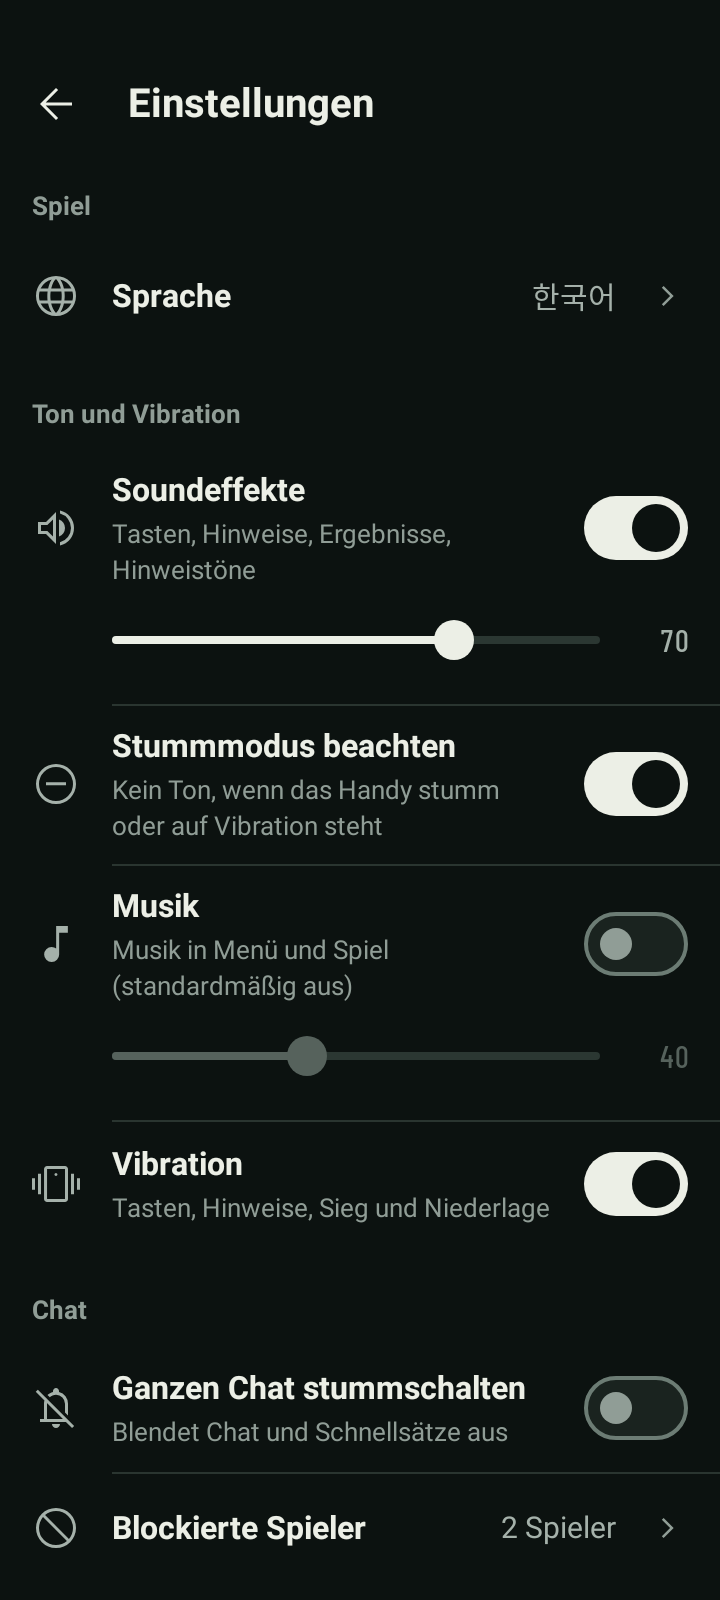 Einstellungen
Spiel
Sprache 한국어
Ton und Vibration
Soundeffekte
Tasten, Hinweise, Ergebnisse,
Hinweistöne
70
Stummmodus beachten
Kein Ton, wenn das Handy stumm
oder auf Vibration steht
Musik
Musik in Menü und Spiel
(standardmäßig aus)
40
Vibration
Tasten, Hinweise, Sieg und Niederlage
Chat
Ganzen Chat stummschalten
Blendet Chat und Schnellsätze aus
Blockierte Spieler 2 Spieler